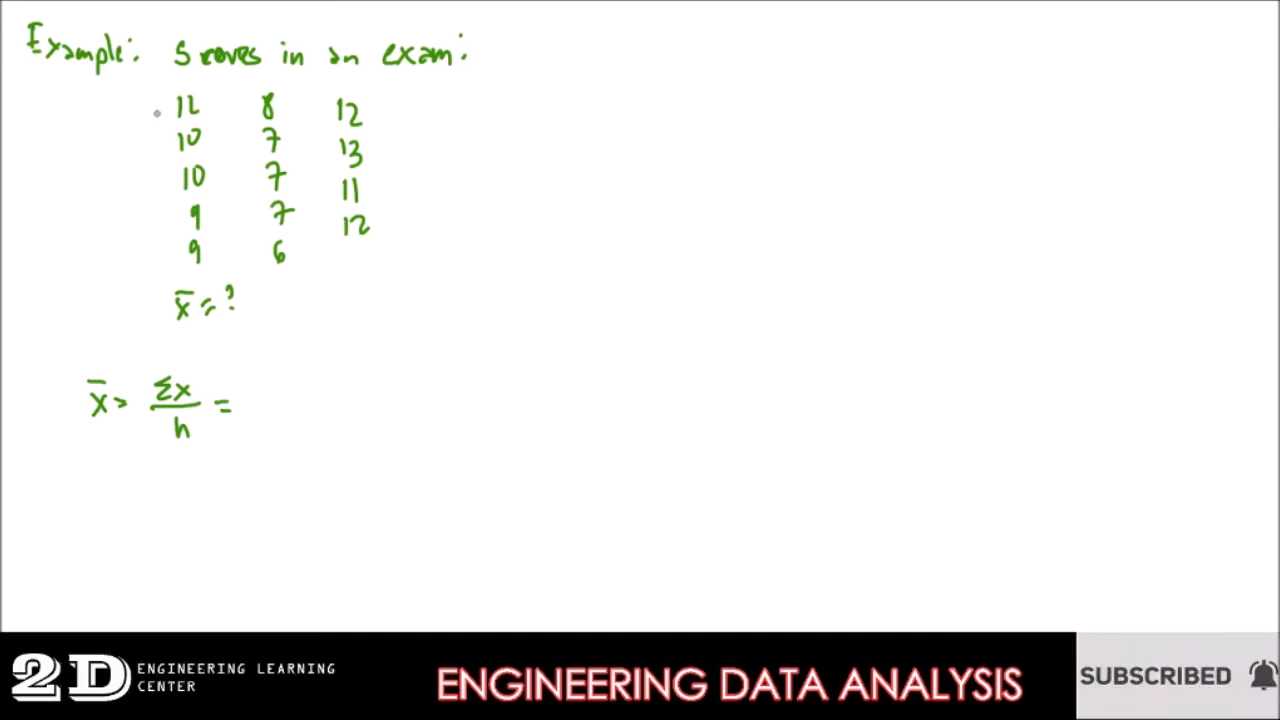 Example: Scores in an exam:
12 8 12
10 7 13
10 7 11
9 7 12
9 6
x̄ = ?
x̄ = Σx / n =
2D ENGINEERING LEARNING CENTER
ENGINEERING DATA ANALYSIS
SUBSCRIBED